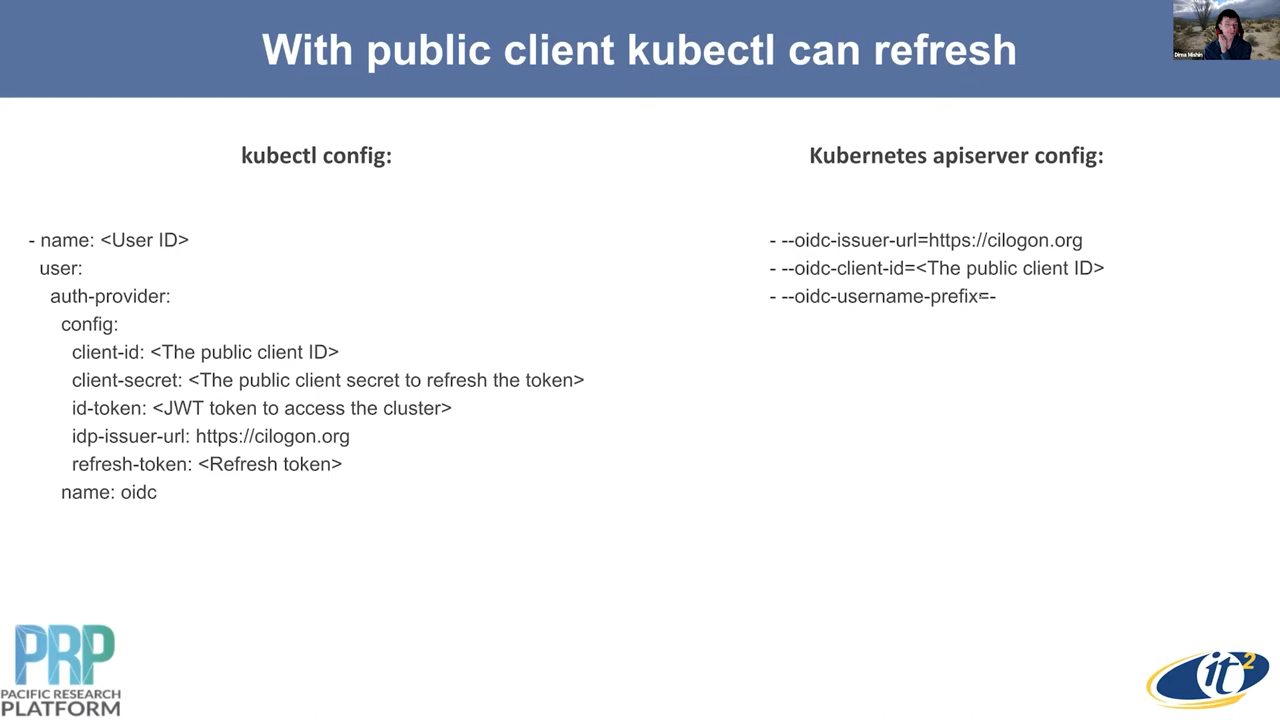 With public client kubectl can refresh
Dima Mishin
kubectl config:
- name: <User ID>
user:
auth-provider:
config:
client-id: <The public client ID>
client-secret: <The public client secret to refresh the token>
id-token: <JWT token to access the cluster>
idp-issuer-url: https://cilogon.org
refresh-token: <Refresh token>
name: oidc
Kubernetes apiserver config:
- --oidc-issuer-url=https://cilogon.org
- --oidc-client-id=<The public client ID>
- --oidc-username-prefix=-
PRP
PACIFIC RESEARCH
PLATFORM
it2